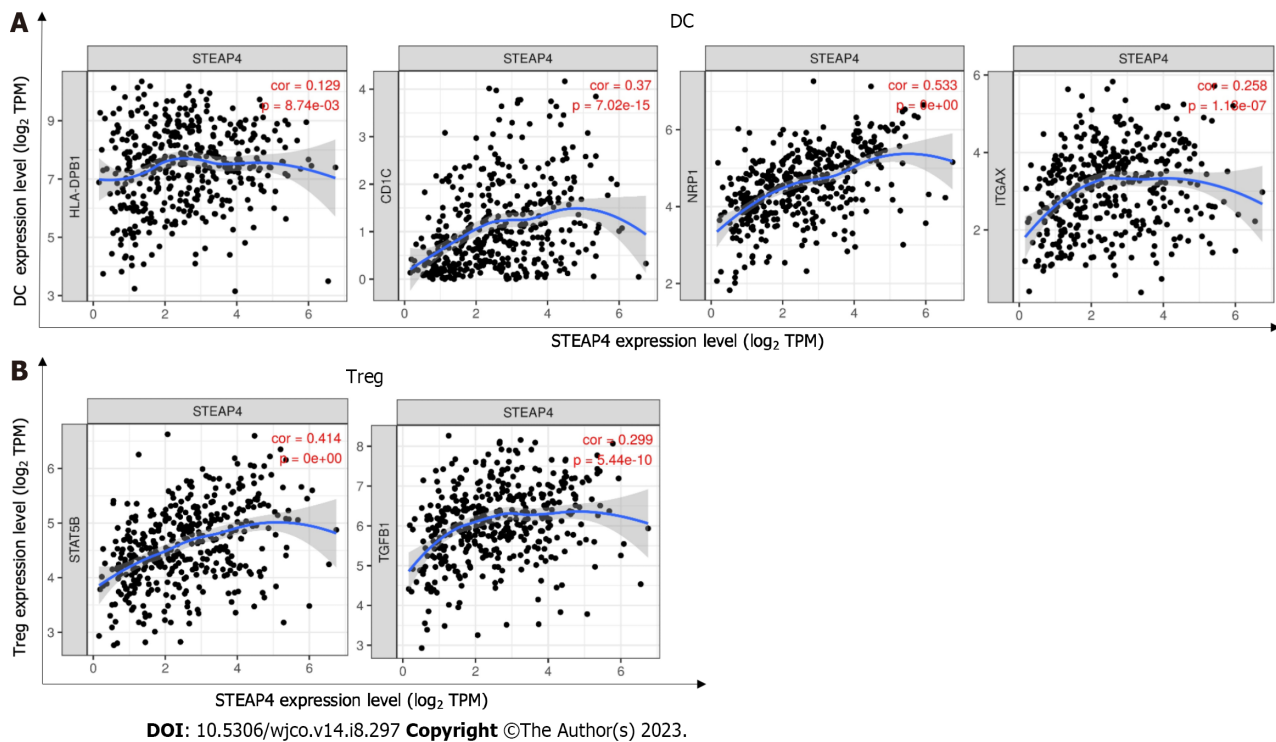 A
DC
STEAP4
STEAP4
STEAP4
STEAP4
cor = 0.129
p = 8.74e-03
cor = 0.37
p = 7.02e-15
cor = 0.533
p = 0e+00
cor = 0.258
DC expression level (log2 TPM)
HLA-DPB1
CD1C
NRP1
ITGAX
9
7
5
3
4
3
2
1
0
6
4
2
6
4
2
0 2 4 6
0 2 4 6
0 2 4 6
0 2 4 6
STEAP4 expression level (log2 TPM)
B
Treg
STEAP4
STEAP4
cor = 0.414
p = 0e+00
cor = 0.299
p = 5.44e-10
Treg expression level (log2 TPM)
STAT5B
TGFB1
6
5
4
3
8
7
6
5
4
3
0 2 4 6
0 2 4 6
STEAP4 expression level (log2 TPM)
DOI: 10.5306/wjco.v14.i8.297 Copyright ©The Author(s) 2023.